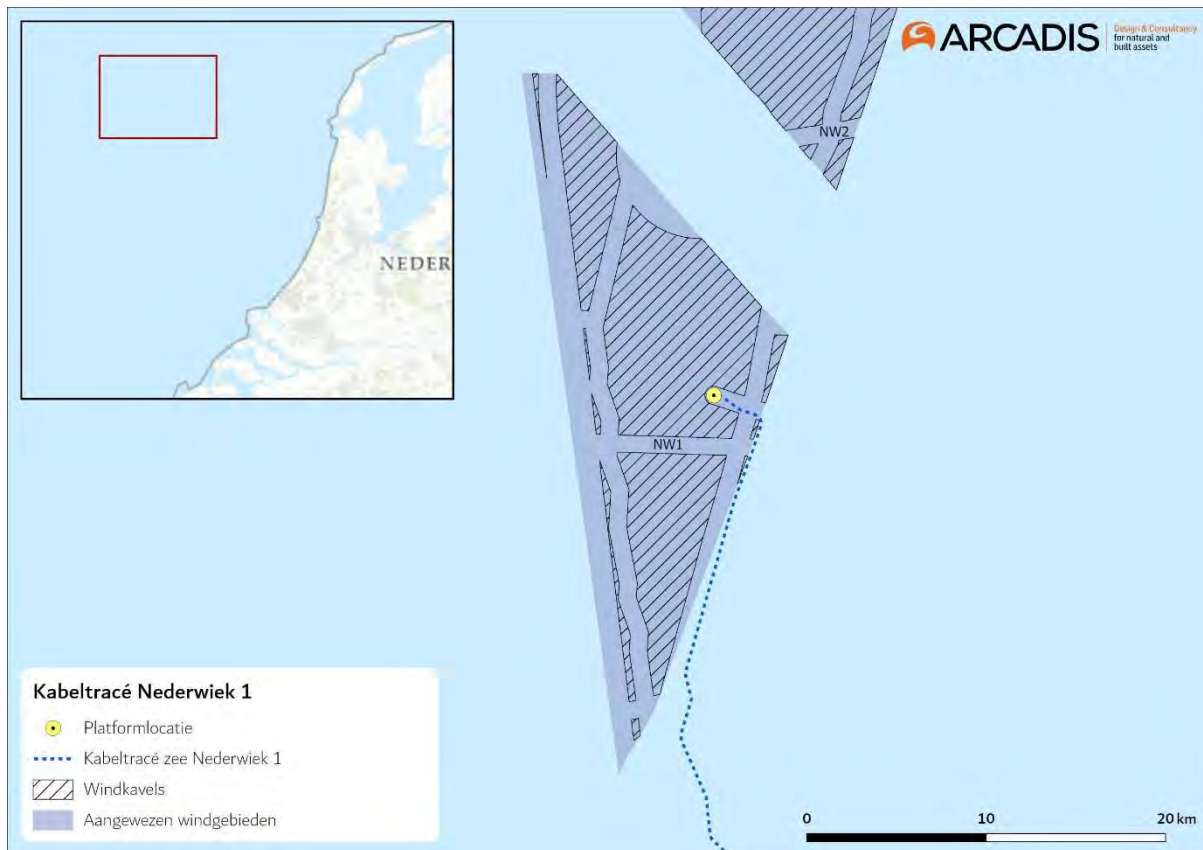 ARCADIS
Design & Consultancy
for natural and
built assets
NEDER
NW2
NW1
Kabeltracé Nederwiek 1
Platformlocatie
Kabeltracé zee Nederwiek 1
Windkavels
Aangewezen windgebieden
0 10 20 km